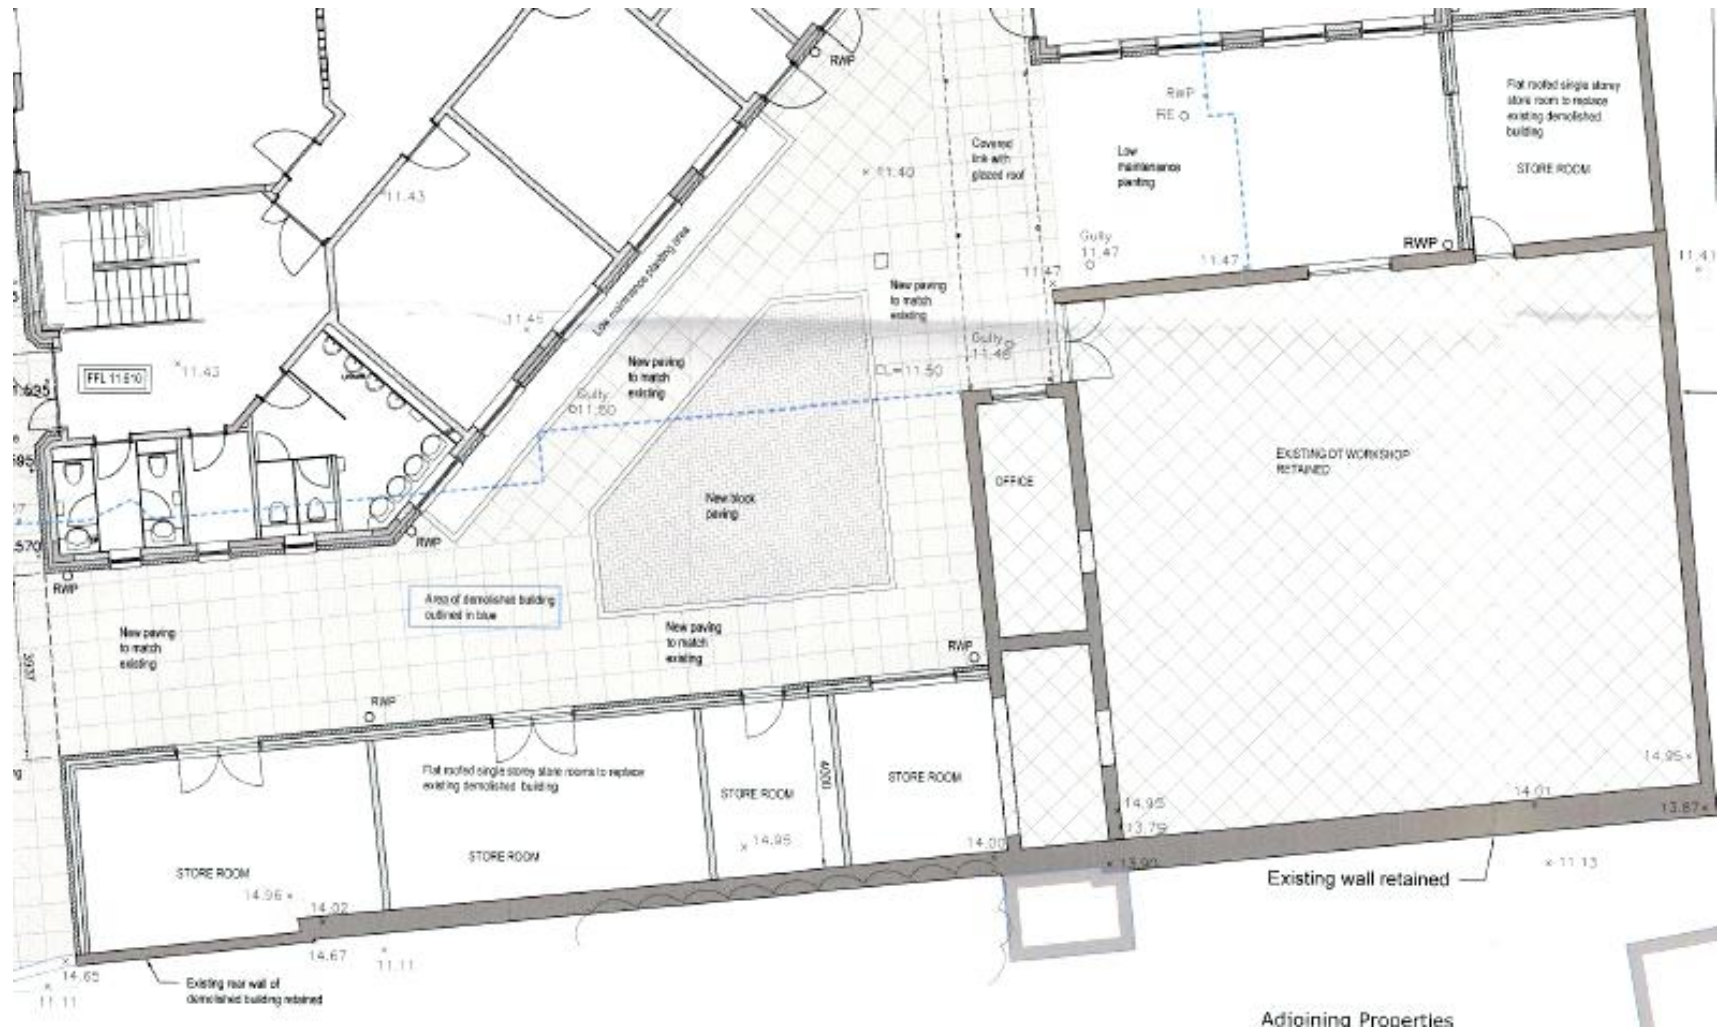 RWP
Flat roofed single storey
store room to replace
existing demolished
building
STORE ROOM
RWP
RE
Covered
link with
glazed roof
Low
maintenance
planting
11.40
11.43
Gully
11.47
RWP
11.47
11.47
11.41
Low maintnance planting area
New paving
to match
existing
11.45
Gully
11.46
New paving
to match
existing
FFL 11.610
11.43
CL=11.50
Gully
11.50
EXISTING DT WORKSHOP
RETAINED
OFFICE
New block
paving
RWP
RWP
Area of demolished building
outlined in blue
New paving
to match
existing
New paving
to match
existing
RWP
3937
RWP
Flat roofed single storey store rooms to replace
existing demolished building
STORE ROOM
4000
STORE ROOM
14.95
14.95
13.79
14.01
13.87
14.95
14.00
13.90
STORE ROOM
STORE ROOM
14.96
14.02
Existing wall retained
11.13
14.67
11.11
14.65
11.11
Existing rear wall of
demolished building retained
Adjoining Properties